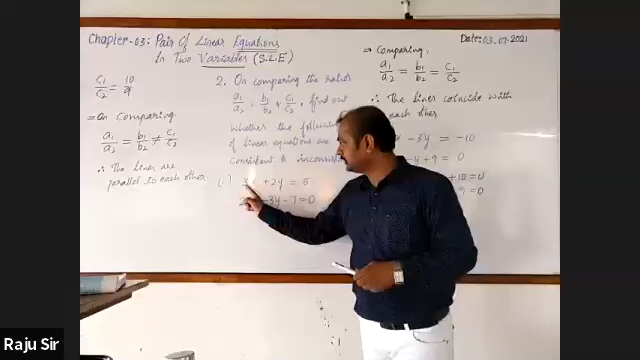 Chapter-03: Pair Of Linear Equations
In Two Variables (S.L.E)
Date: 03.07.2021
C₁/C₂ = 10/9
⇒ On comparing
a₁/a₂ = b₁/b₂ ≠ C₁/C₂
∴ The lines are
parallel to each other.
2. On comparing the ratios
a₁/a₂, b₁/b₂ & C₁/C₂, find out
Whether the following
of linear equations are
consistent &
+2y = 5
-3y - 7 = 0
⇒ Comparing,
a₁/a₂ = b₁/b₂ = C₁/C₂
∴ The lines coincide with
each other
-3y = -10
-y + 9 = 0
+10=0
9 = 0
Raju Sir